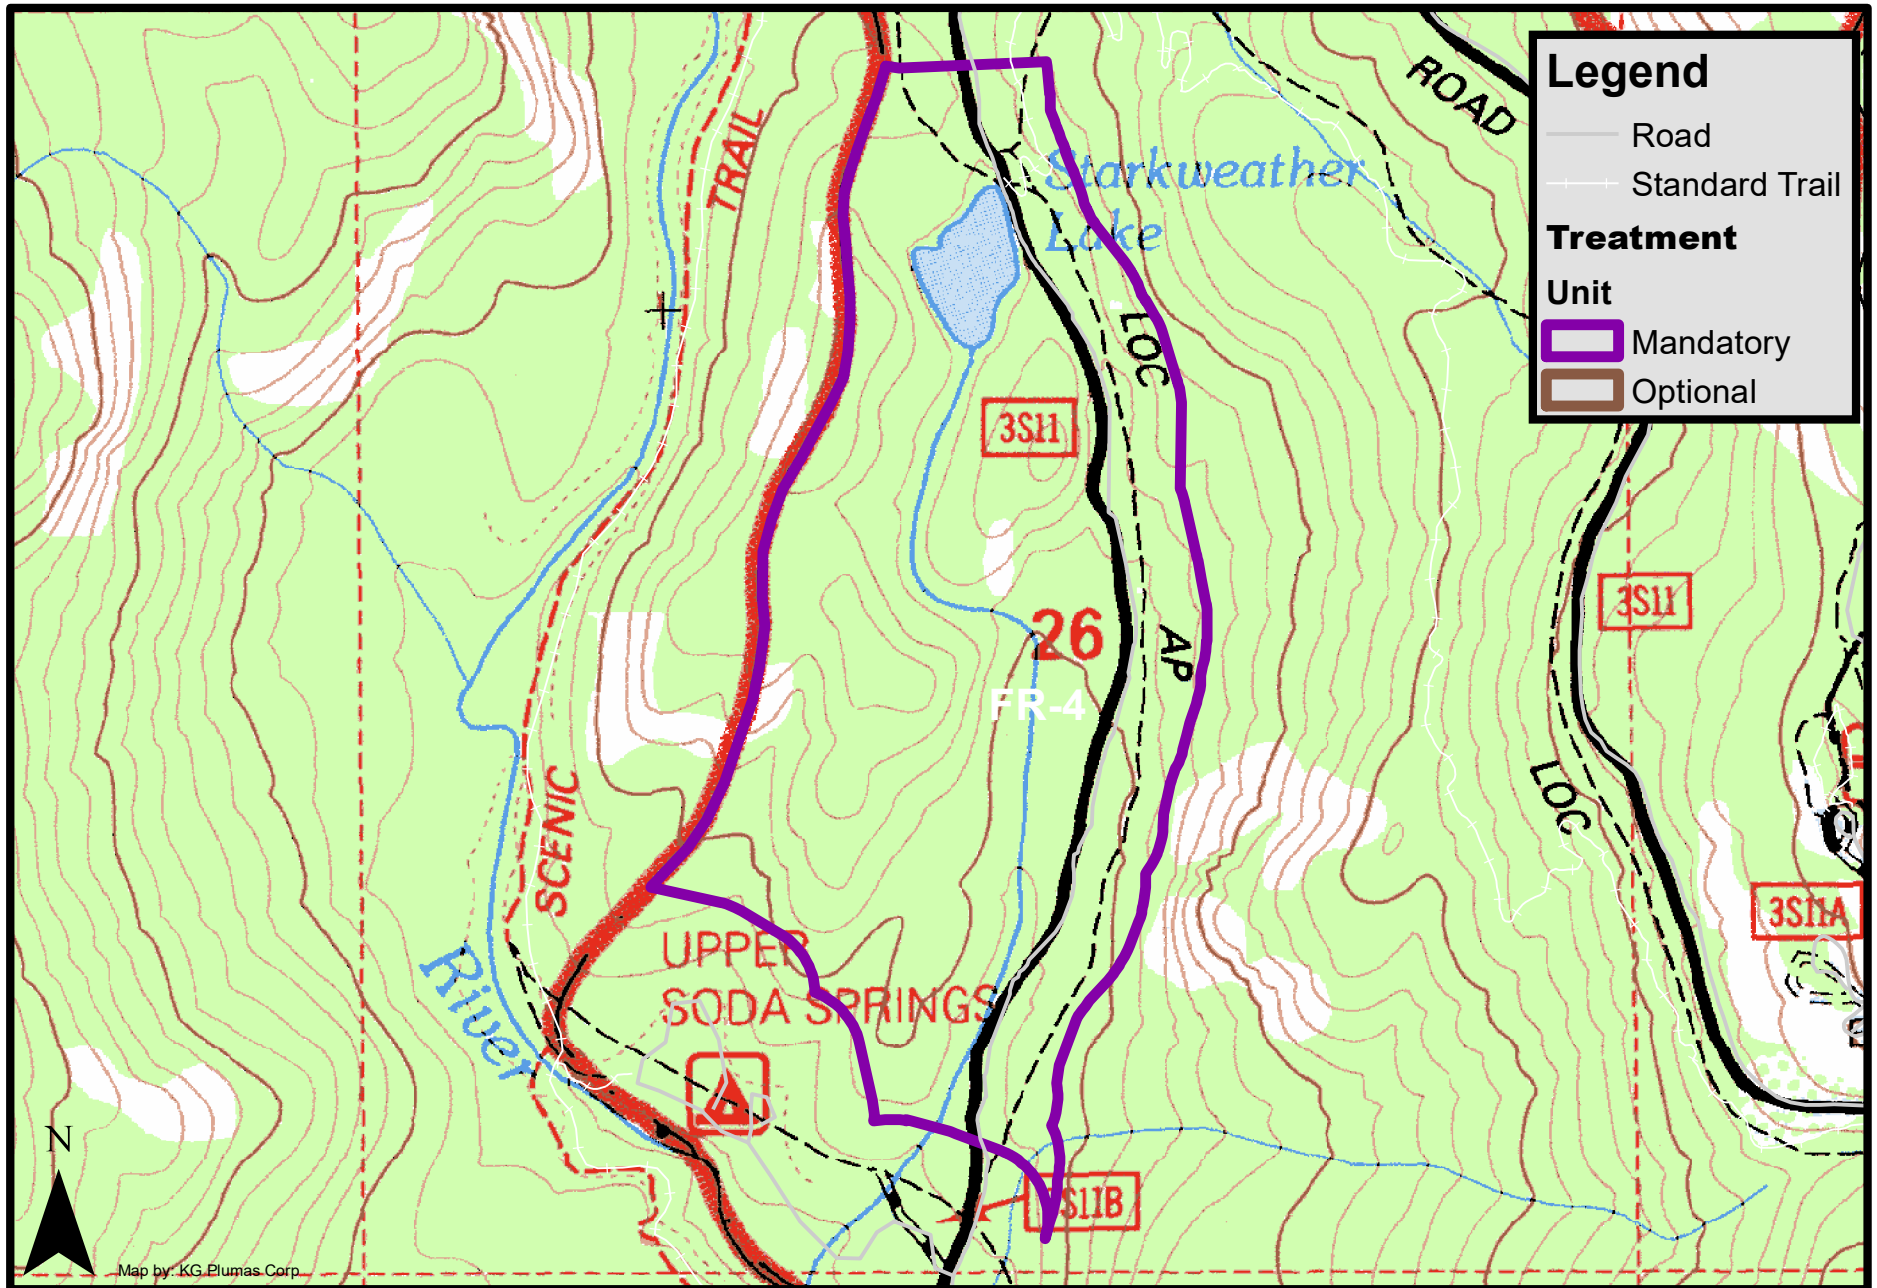 Legend
Road
Standard Trail
Treatment
Unit
Mandatory
Optional
ROAD
TRAIL
Starkweather
Lake
LOC
3S11
26
AP
FR-4
3S11
LOC
SCENIC
3S11A
UPPER
SODA SPRINGS
River
S11B
N
Map by: KG Plumas Corp